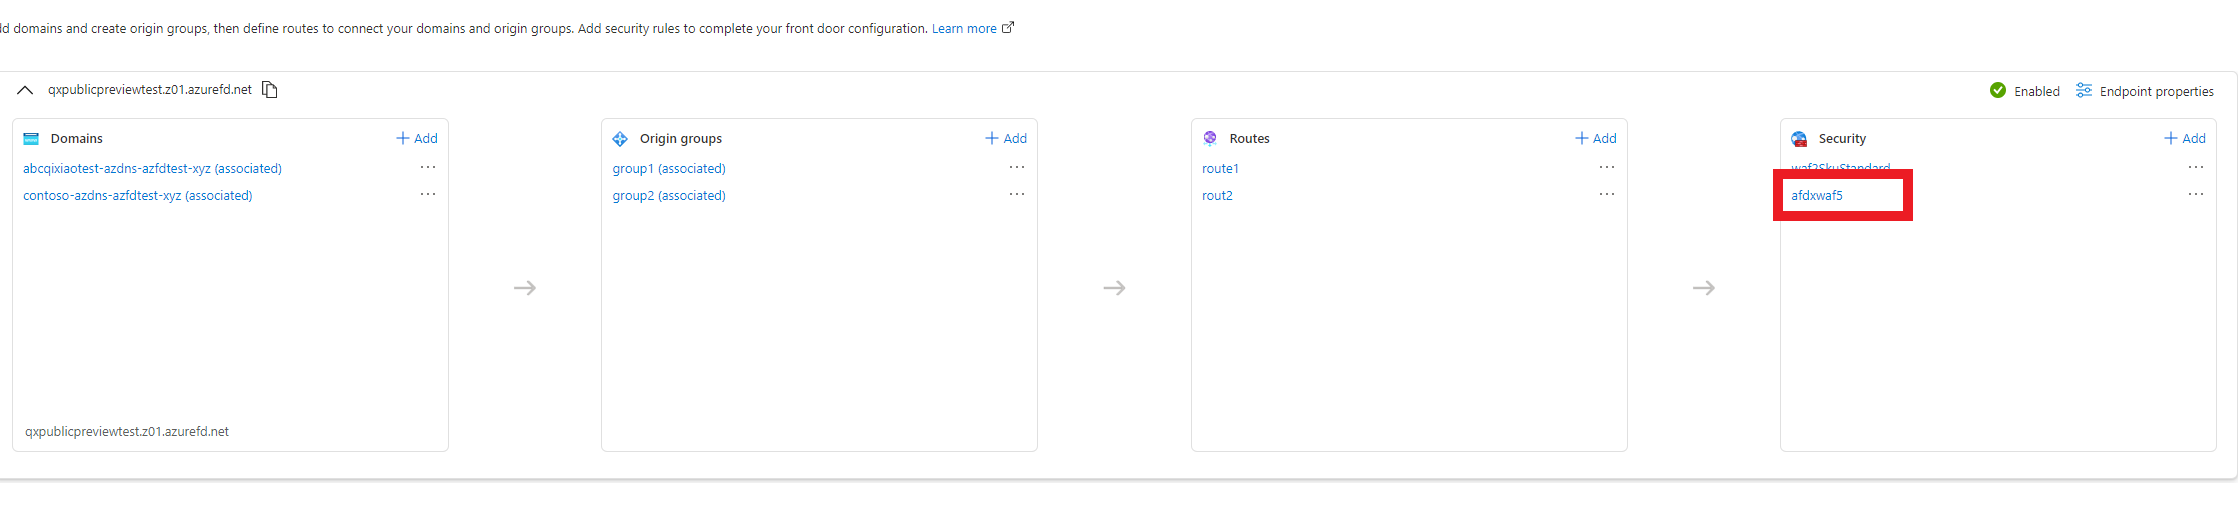 dd domains and create origin groups, then define routes to connect your domains and origin groups. Add security rules to complete your front door configuration. Learn more
qxpublicpreviewtest.z01.azurefd.net
Enabled Endpoint properties
Domains + Add
abcqixiaotest-azdns-azfdtest-xyz (associated) ...
contoso-azdns-azfdtest-xyz (associated) ...
qxpublicpreviewtest.z01.azurefd.net
Origin groups + Add
group1 (associated) ...
group2 (associated) ...
Routes + Add
route1 ...
rout2 ...
Security + Add
waf2SkuStandard ...
afdxwaf5 ...